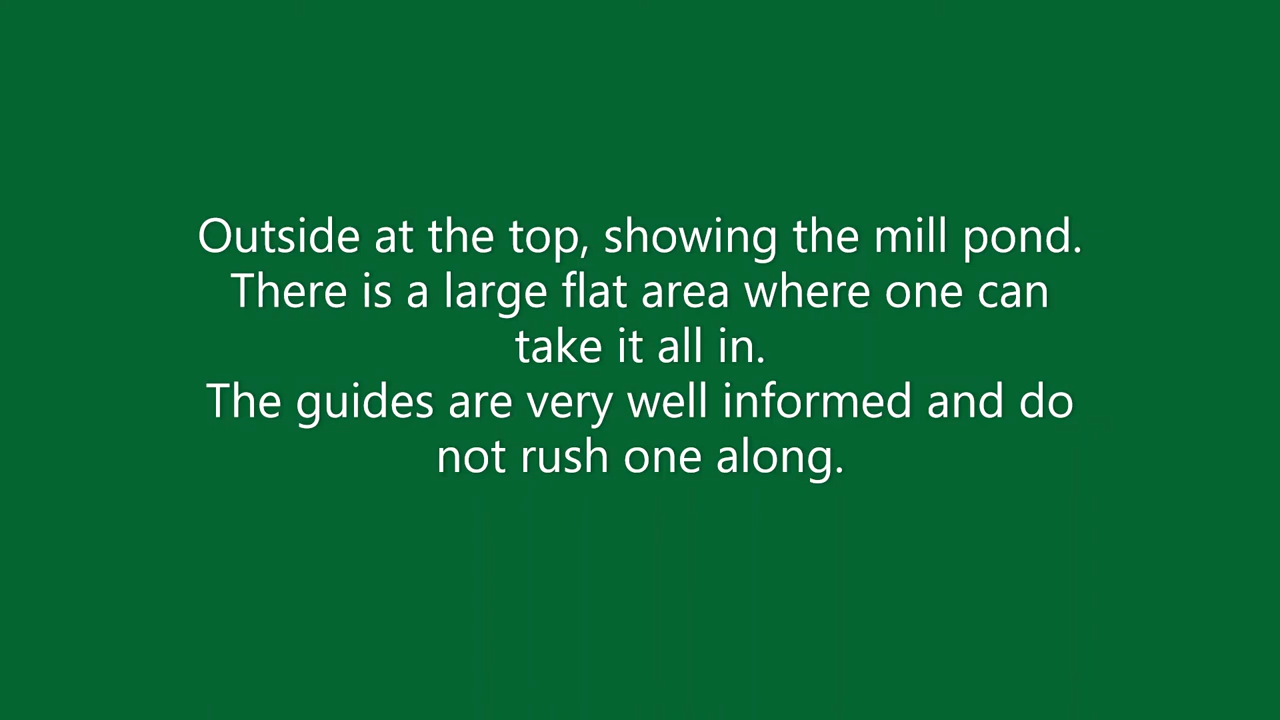 Outside at the top, showing the mill pond.
There is a large flat area where one can
take it all in.
The guides are very well informed and do
not rush one along.